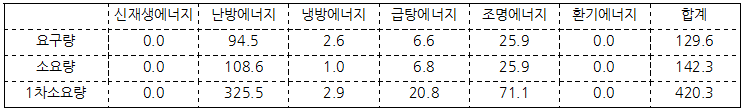 신재생에너지 난방에너지 냉방에너지 급탕에너지 조명에너지 환기에너지 합계
요구량 0.0 94.5 2.6 6.6 25.9 0.0 129.6
소요량 0.0 108.6 1.0 6.8 25.9 0.0 142.3
1차소요량 0.0 325.5 2.9 20.8 71.1 0.0 420.3